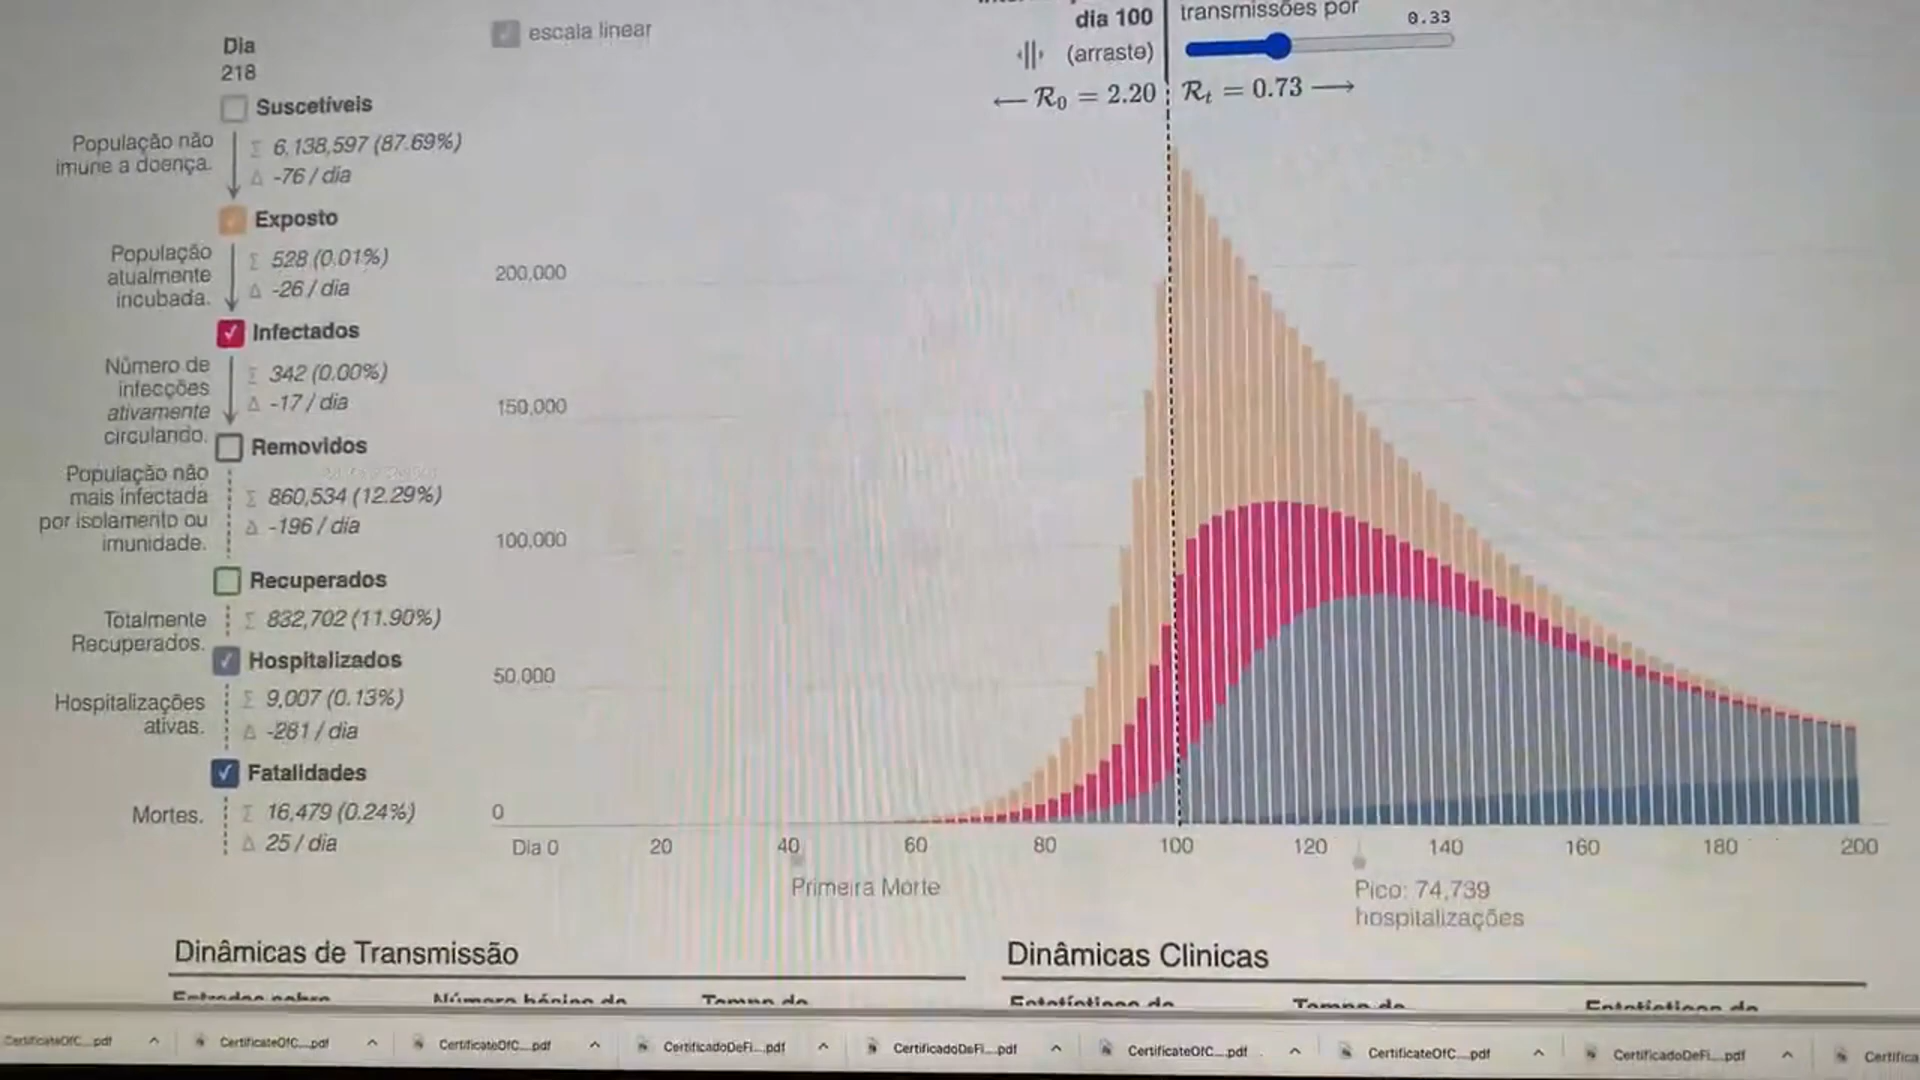 dia 100
transmissões por
0.33
(arraste)
← R₀ = 2.20
Rₜ = 0.73 →
escala linear
Dia
218
Suscetíveis
População não
imune a doença.
Σ 6,138,597 (87.69%)
Δ -76 / dia
Exposto
População
atualmente
incubada.
Σ 528 (0.01%)
Δ -26 / dia
Infectados
Número de
infecções
ativamente
circulando.
Σ 342 (0.00%)
Δ -17 / dia
Removidos
População não
mais infectada
por isolamento ou
imunidade.
Σ 860,534 (12.29%)
Δ -196 / dia
Recuperados
Totalmente
Recuperados.
Σ 832,702 (11.90%)
Hospitalizados
Hospitalizações
ativas.
Σ 9,007 (0.13%)
Δ -281 / dia
Fatalidades
Mortes.
Σ 16,479 (0.24%)
Δ 25 / dia
200,000
150,000
100,000
50,000
0
Dia 0 20 40 60 80 100 120 140 160 180 200
Primeira Morte
Pico: 74,739
hospitalizações
Dinâmicas de Transmissão
Dinâmicas Clinicas
CertificateOfC....pdf
CertificateOfC....pdf
CertificateOfC....pdf
CertificadoDeFi....pdf
CertificadoDeFi....pdf
CertificateOfC....pdf
CertificateOfC....pdf
CertificadoDeFi....pdf
Certifica